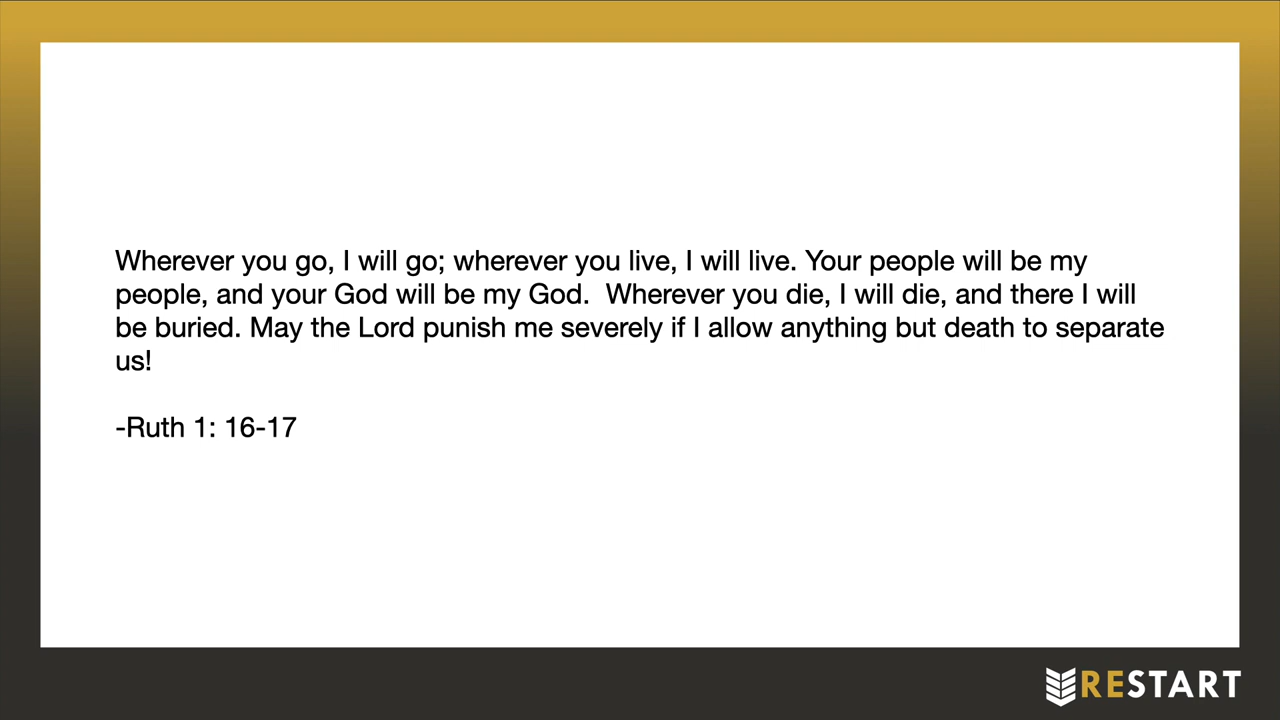 Wherever you go, I will go; wherever you live, I will live. Your people will be my
people, and your God will be my God.  Wherever you die, I will die, and there I will
be buried. May the Lord punish me severely if I allow anything but death to separate
us!
-Ruth 1: 16-17
RESTART